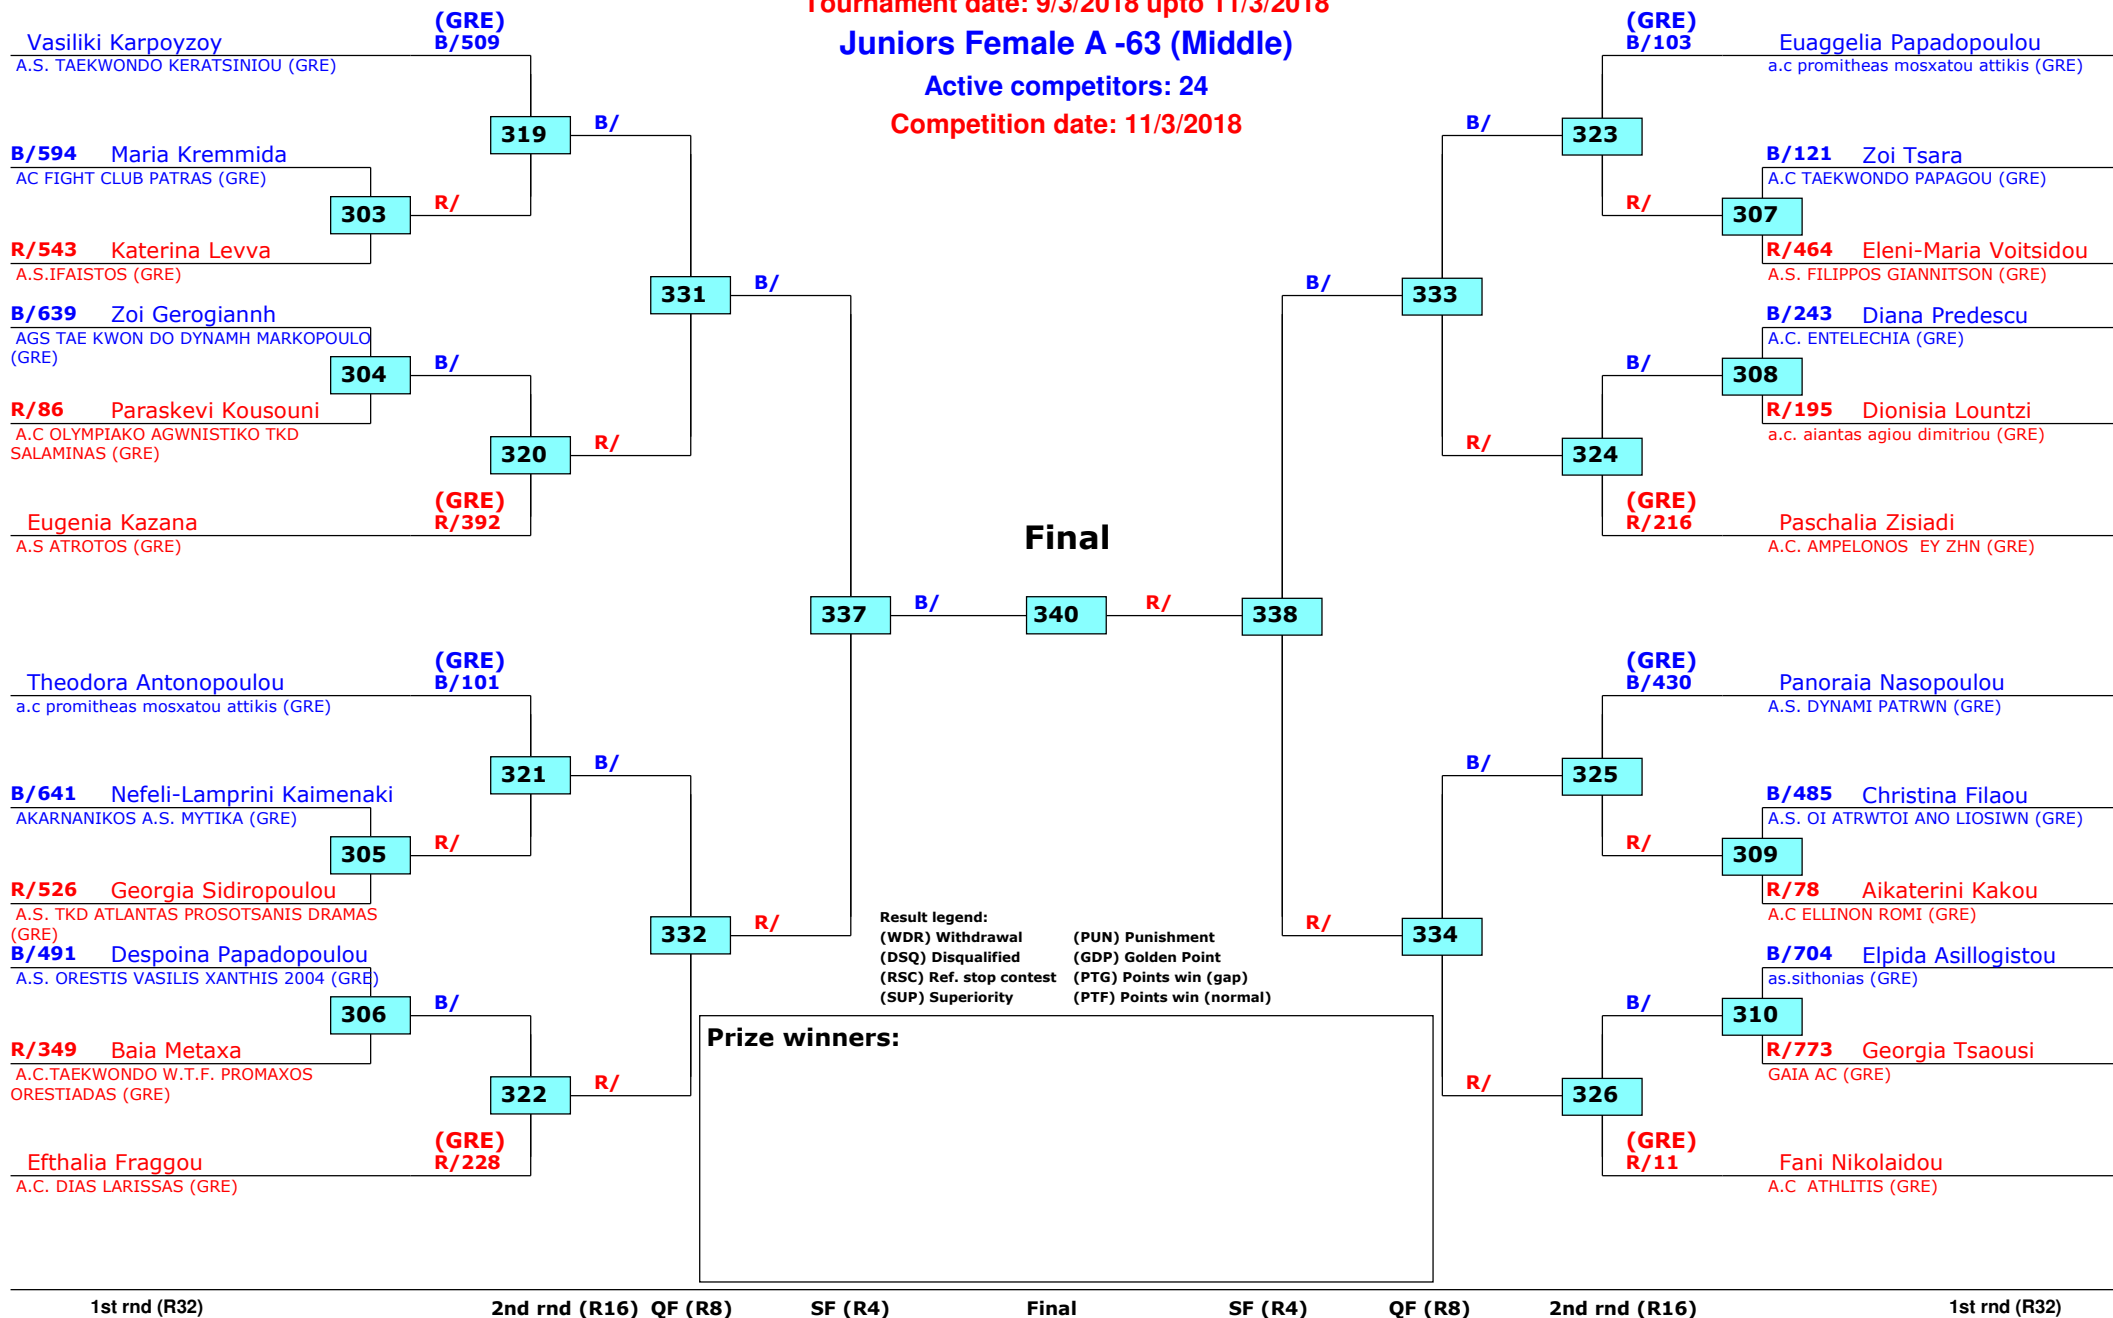 Tournament date: 9/3/2018 upto 11/3/2018
Juniors Female A -63 (Middle)
Active competitors: 24
Competition date: 11/3/2018
(GRE)
Vasiliki Karpoyzoy B/509
A.S. TAEKWONDO KERATSINIOU (GRE)
319 B/
B/594 Maria Kremmida
AC FIGHT CLUB PATRAS (GRE)
303 R/
R/543 Katerina Levva
A.S.IFAISTOS (GRE)
331 B/
B/639 Zoi Gerogiannh
AGS TAE KWON DO DYNAMH MARKOPOULO
(GRE)
304 B/
R/86 Paraskevi Kousouni
A.C OLYMPIAKO AGWNISTIKO TKD
SALAMINAS (GRE)
320 R/
(GRE)
Eugenia Kazana R/392
A.S ATROTOS (GRE)
(GRE)
Theodora Antonopoulou B/101
a.c promitheas mosxatou attikis (GRE)
321 B/
B/641 Nefeli-Lamprini Kaimenaki
AKARNANIKOS A.S. MYTIKA (GRE)
305 R/
R/526 Georgia Sidiropoulou
A.S. TKD ATLANTAS PROSOTSANIS DRAMAS
(GRE)
332 R/
B/491 Despoina Papadopoulou
A.S. ORESTIS VASILIS XANTHIS 2004 (GRE)
306 B/
R/349 Baia Metaxa
A.C.TAEKWONDO W.T.F. PROMAXOS
ORESTIADAS (GRE)
322 R/
(GRE)
Efthalia Fraggou R/228
A.C. DIAS LARISSAS (GRE)
Final
337 B/ 340 R/ 338
(GRE)
B/103 Euaggelia Papadopoulou
a.c promitheas mosxatou attikis (GRE)
B/ 323
B/121 Zoi Tsara
A.C TAEKWONDO PAPAGOU (GRE)
R/ 307
R/464 Eleni-Maria Voitsidou
A.S. FILIPPOS GIANNITSON (GRE)
B/ 333
B/243 Diana Predescu
A.C. ENTELECHIA (GRE)
B/ 308
R/195 Dionisia Lountzi
a.c. aiantas agiou dimitriou (GRE)
R/ 324
(GRE)
R/216 Paschalia Zisiadi
A.C. AMPELONOS  EY ZHN (GRE)
(GRE)
B/430 Panoraia Nasopoulou
A.S. DYNAMI PATRWN (GRE)
B/ 325
B/485 Christina Filaou
A.S. OI ATRWTOI ANO LIOSIWN (GRE)
R/ 309
R/78 Aikaterini Kakou
A.C ELLINON ROMI (GRE)
R/ 334
B/704 Elpida Asillogistou
as.sithonias (GRE)
B/ 310
R/773 Georgia Tsaousi
GAIA AC (GRE)
R/ 326
(GRE)
R/11 Fani Nikolaidou
A.C  ATHLITIS (GRE)
Result legend:
(WDR) Withdrawal (PUN) Punishment
(DSQ) Disqualified (GDP) Golden Point
(RSC) Ref. stop contest (PTG) Points win (gap)
(SUP) Superiority (PTF) Points win (normal)
Prize winners:
1st rnd (R32) 2nd rnd (R16) QF (R8) SF (R4) Final SF (R4) QF (R8) 2nd rnd (R16) 1st rnd (R32)